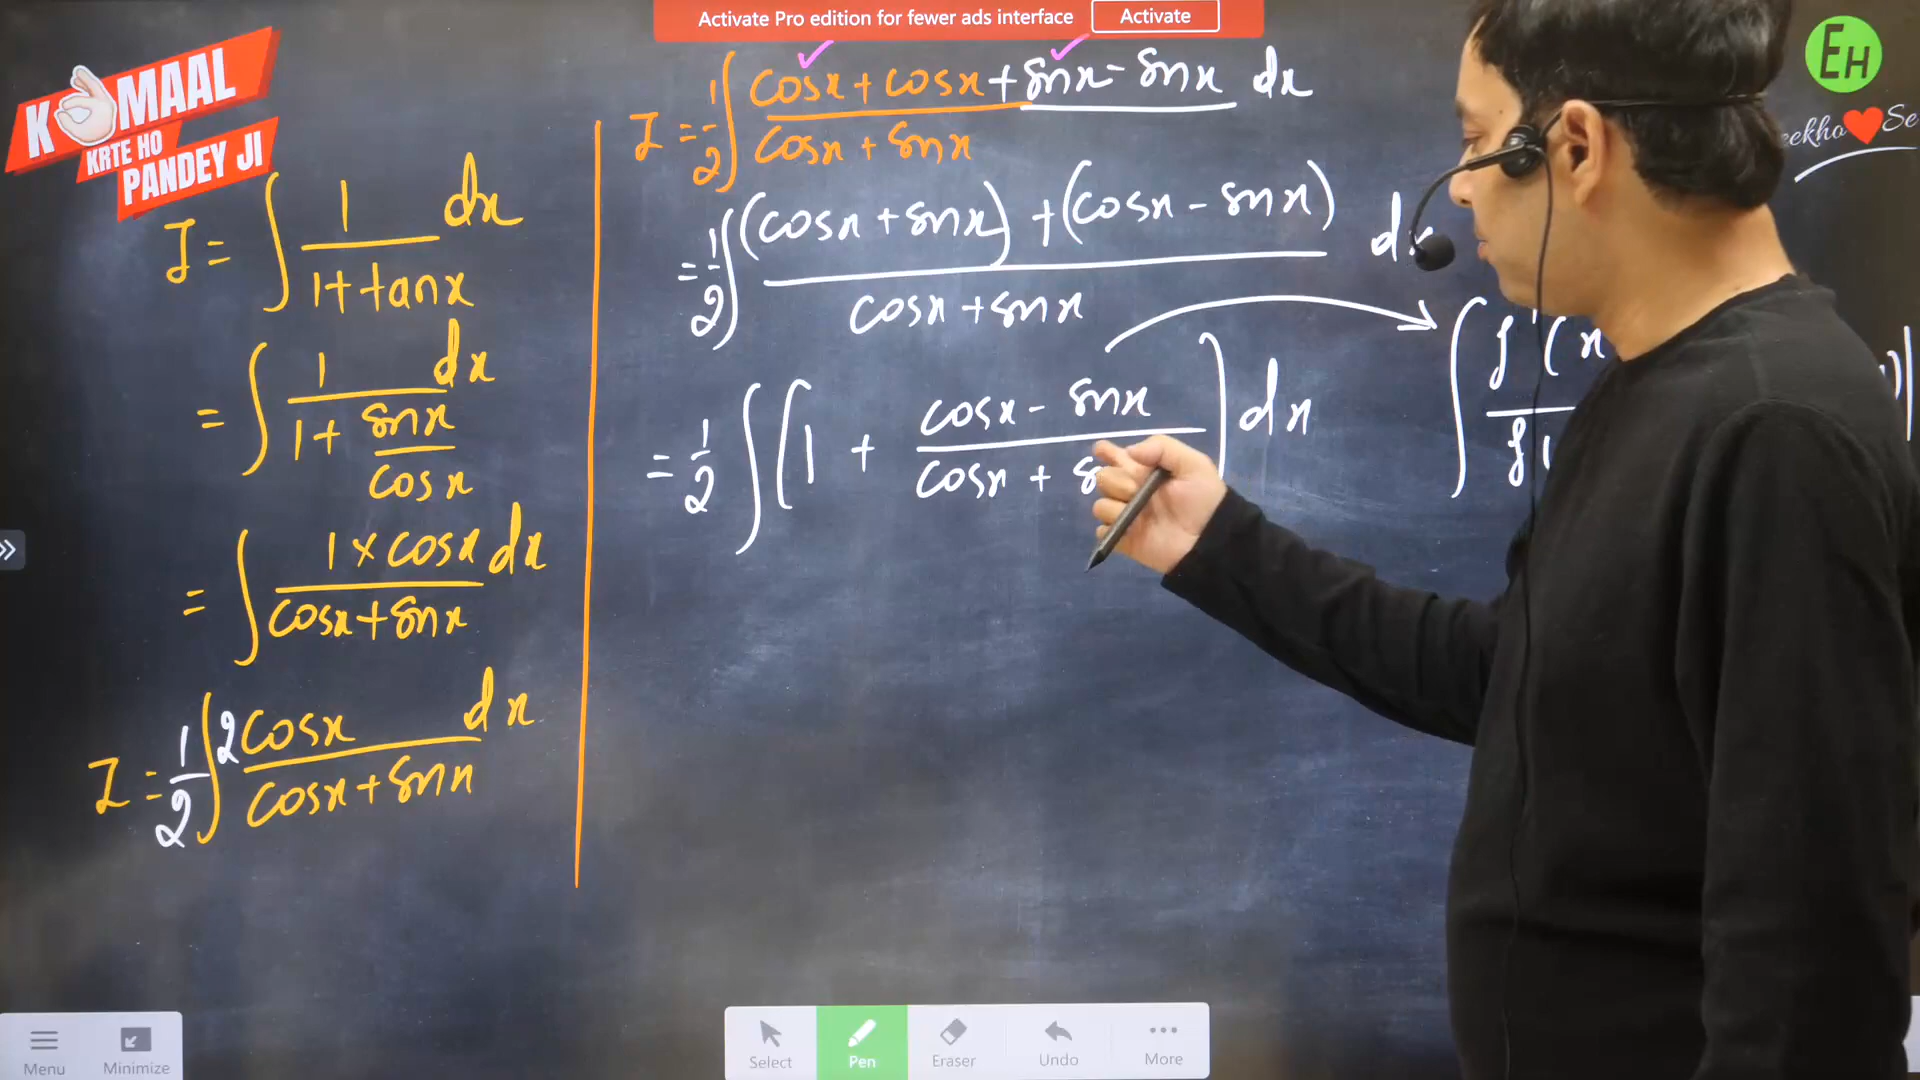 Activate Pro edition for fewer ads interface Activate
K MAAL
KRTE HO
PANDEY JI
EH
eekho Se
I = ∫ 1/(1+tanx) dx
= ∫ 1/(1+ sinx/cosx) dx
= ∫ 1×cosx/(cosx+sinx) dx
I = 1/2 ∫ 2cosx/(cosx+sinx) dx
I = 1/2 ∫ (cosx+cosx+sinx-sinx)/(cosx+sinx) dx
= 1/2 ∫ ((cosx+sinx)+(cosx-sinx))/(cosx+sinx) dx
= 1/2 ∫ (1 + (cosx-sinx)/(cosx+s) dx
∫ f'(x
f(
)|
Menu Minimize
Select Pen Eraser Undo More